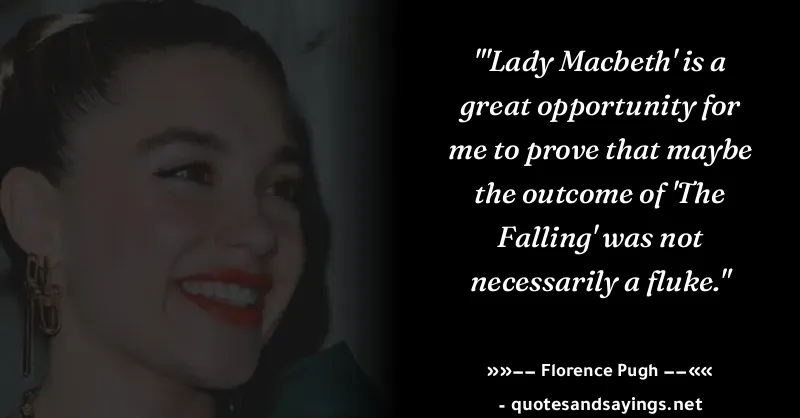 "'Lady Macbeth' is a
great opportunity for
me to prove that maybe
the outcome of 'The
Falling' was not
necessarily a fluke."
»»−− Florence Pugh −−««
- quotesandsayings.net